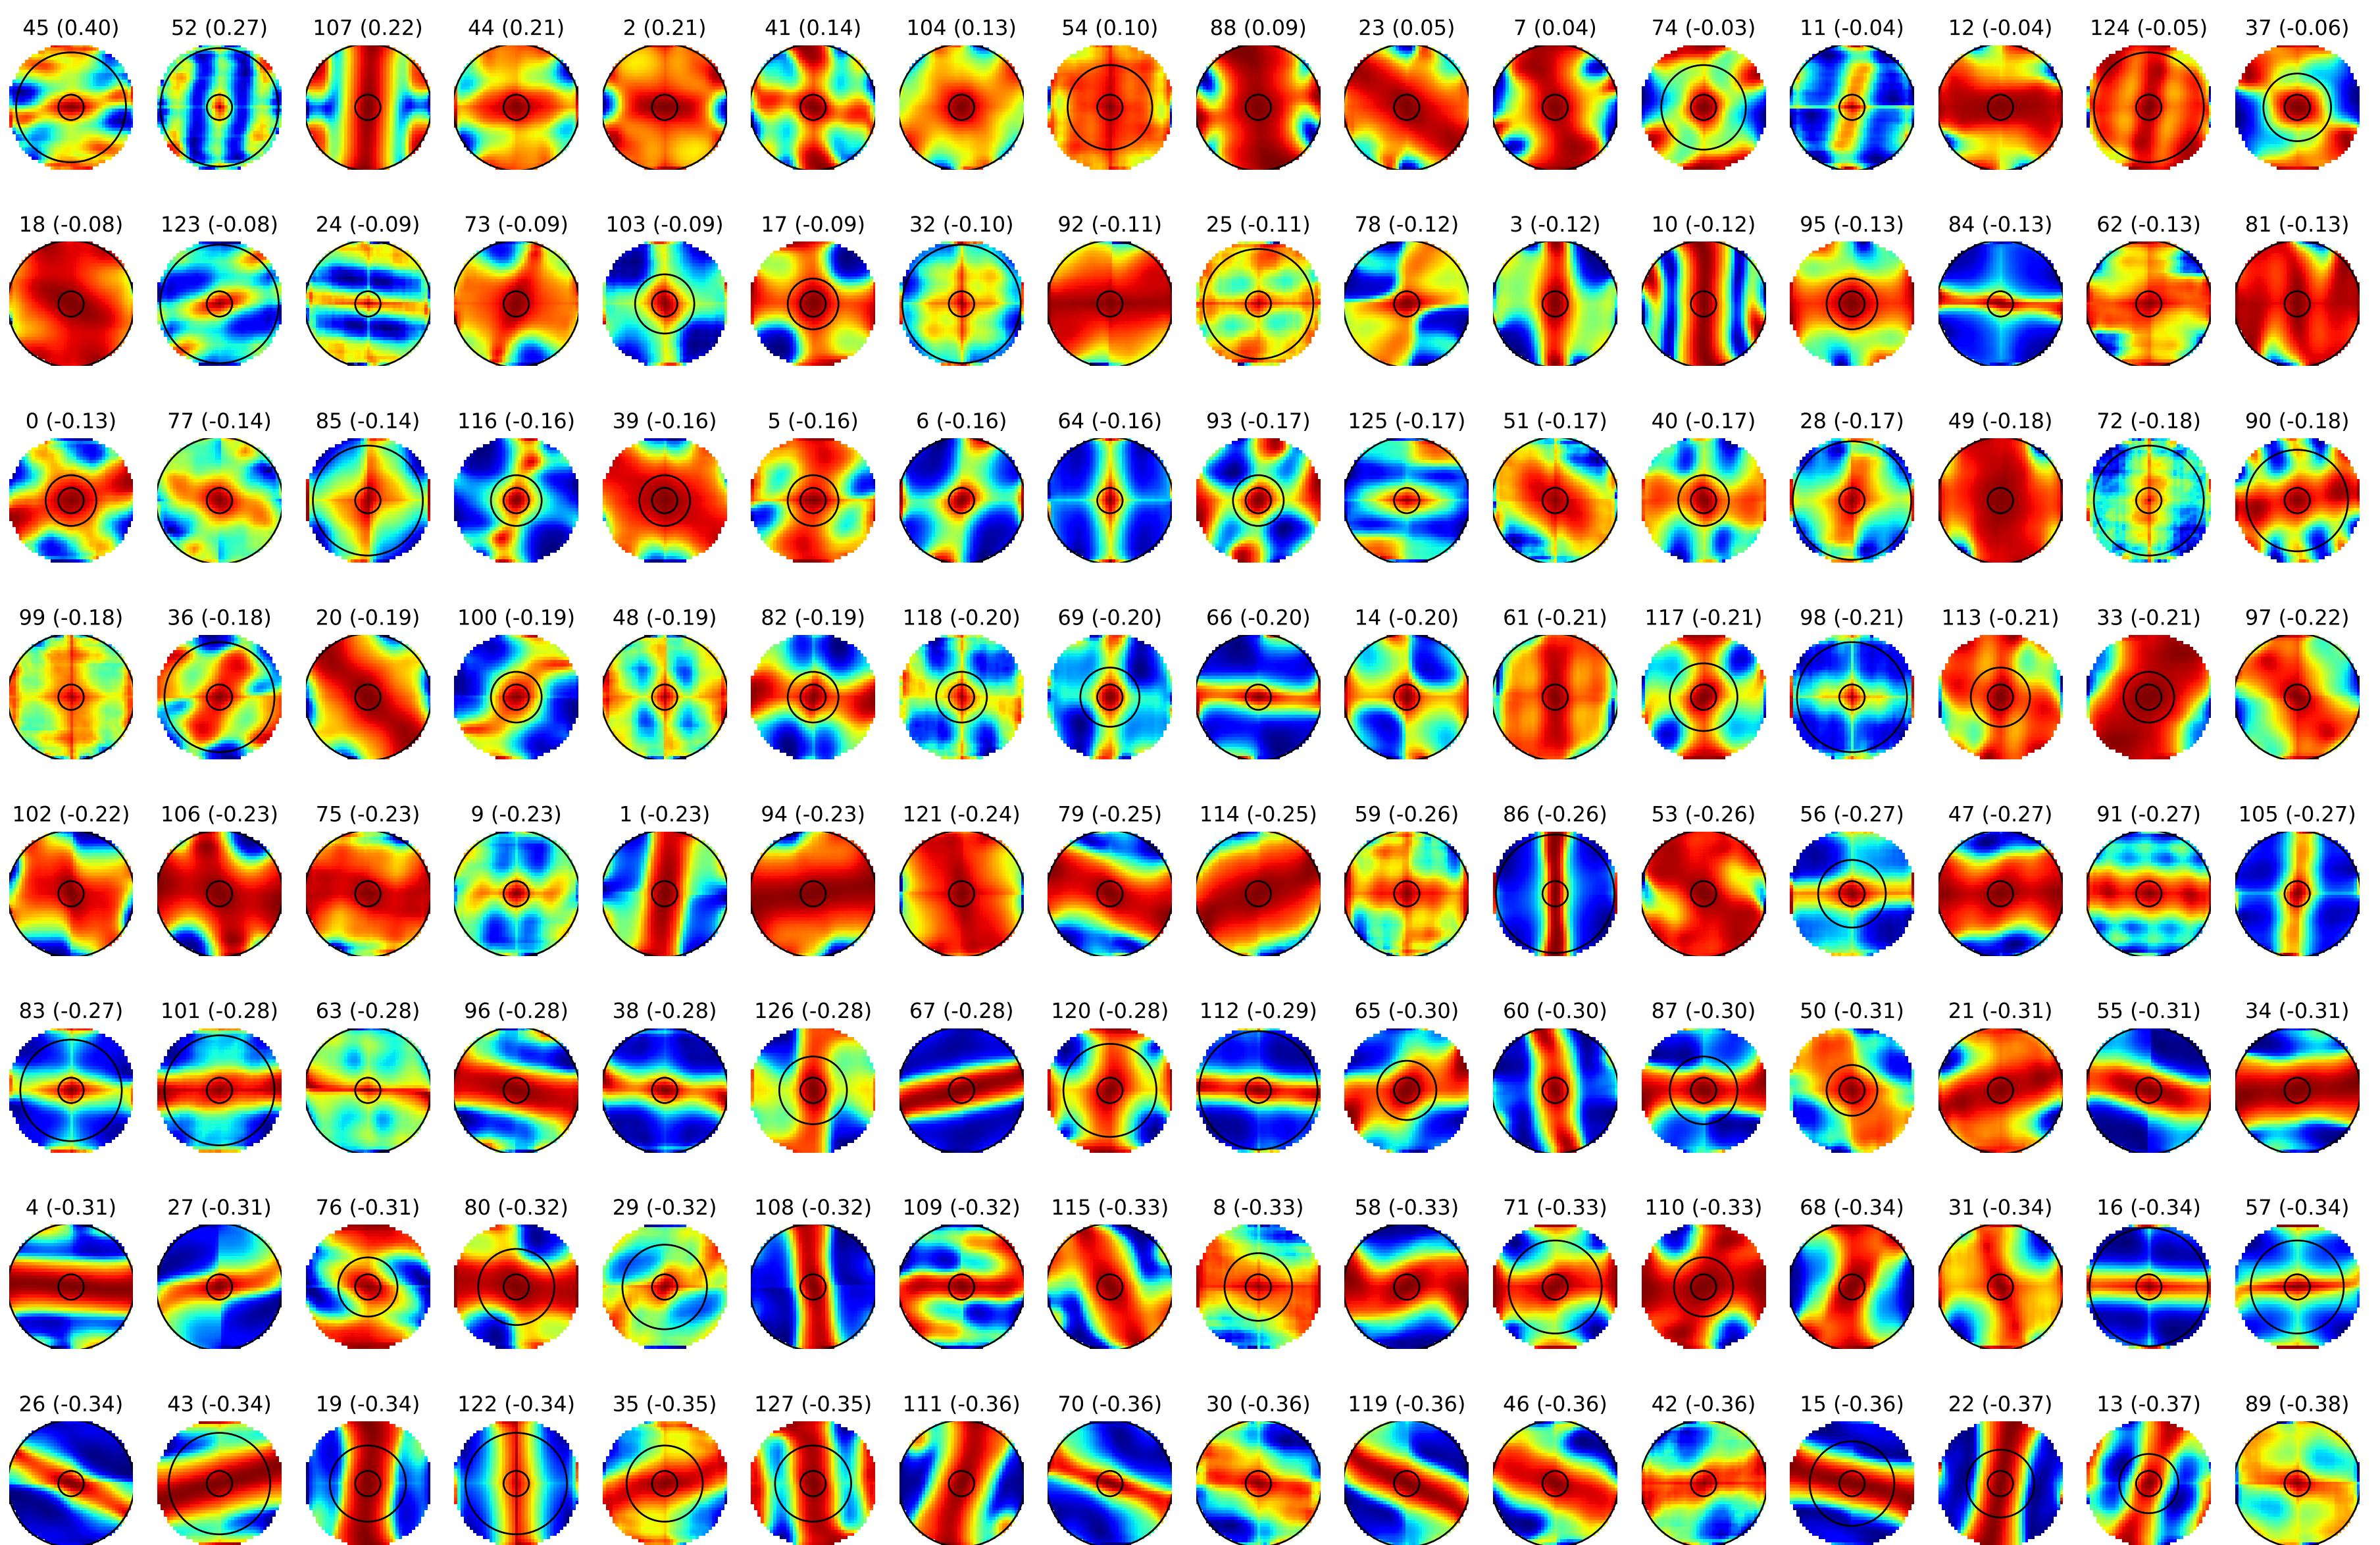 45 (0.40) 52 (0.27) 107 (0.22) 44 (0.21) 2 (0.21) 41 (0.14) 104 (0.13) 54 (0.10) 88 (0.09) 23 (0.05) 7 (0.04) 74 (-0.03) 11 (-0.04) 12 (-0.04) 124 (-0.05) 37 (-0.06)
18 (-0.08) 123 (-0.08) 24 (-0.09) 73 (-0.09) 103 (-0.09) 17 (-0.09) 32 (-0.10) 92 (-0.11) 25 (-0.11) 78 (-0.12) 3 (-0.12) 10 (-0.12) 95 (-0.13) 84 (-0.13) 62 (-0.13) 81 (-0.13)
0 (-0.13) 77 (-0.14) 85 (-0.14) 116 (-0.16) 39 (-0.16) 5 (-0.16) 6 (-0.16) 64 (-0.16) 93 (-0.17) 125 (-0.17) 51 (-0.17) 40 (-0.17) 28 (-0.17) 49 (-0.18) 72 (-0.18) 90 (-0.18)
99 (-0.18) 36 (-0.18) 20 (-0.19) 100 (-0.19) 48 (-0.19) 82 (-0.19) 118 (-0.20) 69 (-0.20) 66 (-0.20) 14 (-0.20) 61 (-0.21) 117 (-0.21) 98 (-0.21) 113 (-0.21) 33 (-0.21) 97 (-0.22)
102 (-0.22) 106 (-0.23) 75 (-0.23) 9 (-0.23) 1 (-0.23) 94 (-0.23) 121 (-0.24) 79 (-0.25) 114 (-0.25) 59 (-0.26) 86 (-0.26) 53 (-0.26) 56 (-0.27) 47 (-0.27) 91 (-0.27) 105 (-0.27)
83 (-0.27) 101 (-0.28) 63 (-0.28) 96 (-0.28) 38 (-0.28) 126 (-0.28) 67 (-0.28) 120 (-0.28) 112 (-0.29) 65 (-0.30) 60 (-0.30) 87 (-0.30) 50 (-0.31) 21 (-0.31) 55 (-0.31) 34 (-0.31)
4 (-0.31) 27 (-0.31) 76 (-0.31) 80 (-0.32) 29 (-0.32) 108 (-0.32) 109 (-0.32) 115 (-0.33) 8 (-0.33) 58 (-0.33) 71 (-0.33) 110 (-0.33) 68 (-0.34) 31 (-0.34) 16 (-0.34) 57 (-0.34)
26 (-0.34) 43 (-0.34) 19 (-0.34) 122 (-0.34) 35 (-0.35) 127 (-0.35) 111 (-0.36) 70 (-0.36) 30 (-0.36) 119 (-0.36) 46 (-0.36) 42 (-0.36) 15 (-0.36) 22 (-0.37) 13 (-0.37) 89 (-0.38)